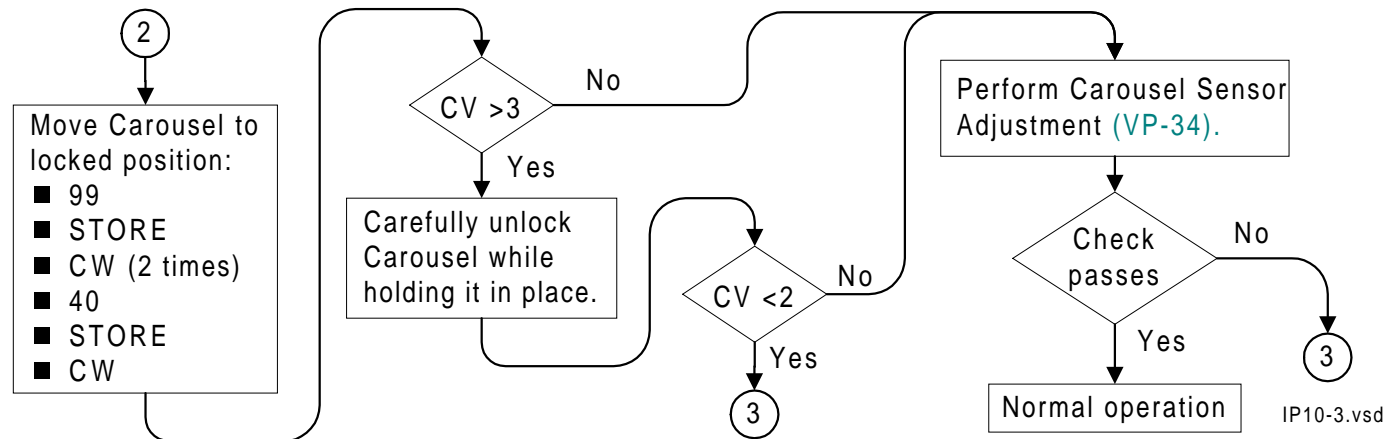 2
Move Carousel to
locked position:
■ 99
■ STORE
■ CW (2 times)
■ 40
■ STORE
■ CW
CV >3
No
Yes
Carefully unlock
Carousel while
holding it in place.
CV <2
No
Yes
3
Perform Carousel Sensor
Adjustment (VP-34).
Check
passes
No
Yes
3
Normal operation
IP10-3.vsd